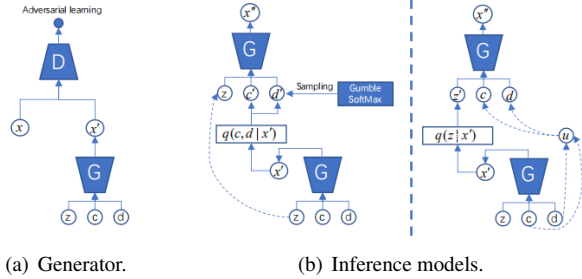 Adversarial learning
D
x
x'
G
z
c
d
(a) Generator.
x''
G
z
c'
d'
Sampling
Gumble
SoftMax
q(c, d | x')
x'
G
z
c
d
x''
G
z'
c
d
q(z | x')
u
x'
G
z
c
d
(b) Inference models.